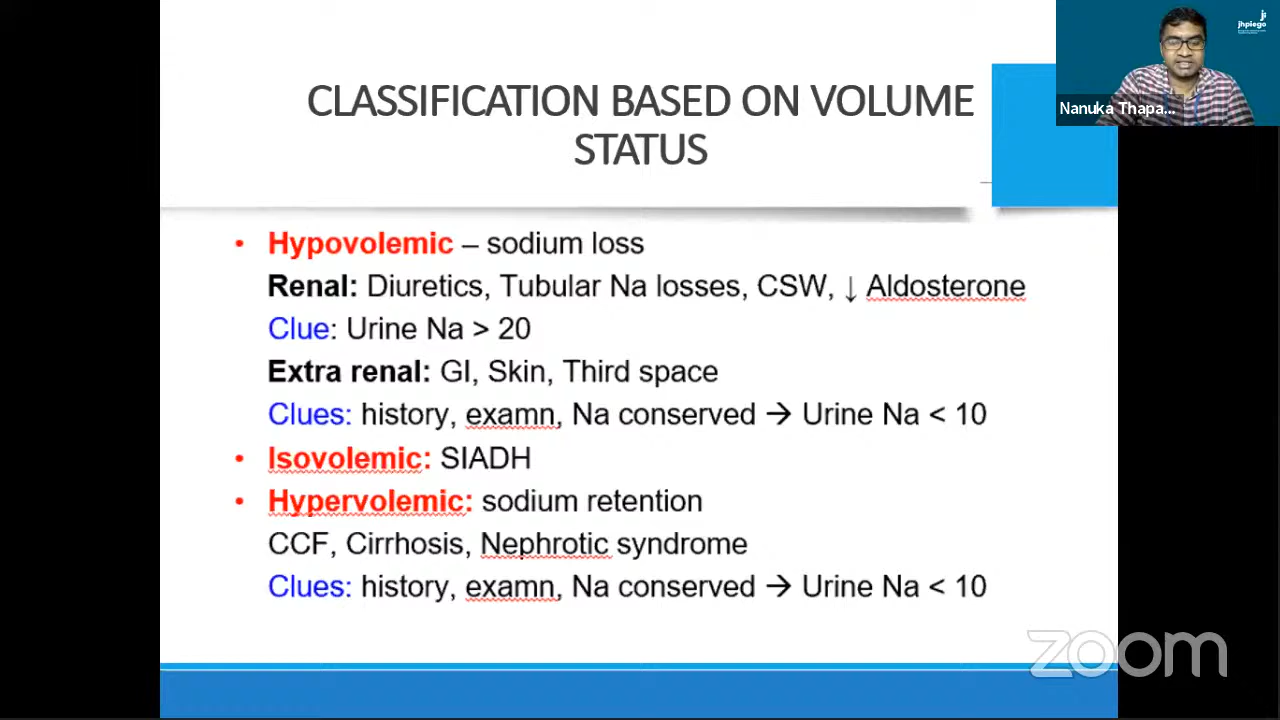 jhpiego
Nanuka Thapa...
CLASSIFICATION BASED ON VOLUME
STATUS
• Hypovolemic – sodium loss
Renal: Diuretics, Tubular Na losses, CSW, ↓ Aldosterone
Clue: Urine Na > 20
Extra renal: GI, Skin, Third space
Clues: history, examn, Na conserved → Urine Na < 10
• Isovolemic: SIADH
• Hypervolemic: sodium retention
CCF, Cirrhosis, Nephrotic syndrome
Clues: history, examn, Na conserved → Urine Na < 10
zoom